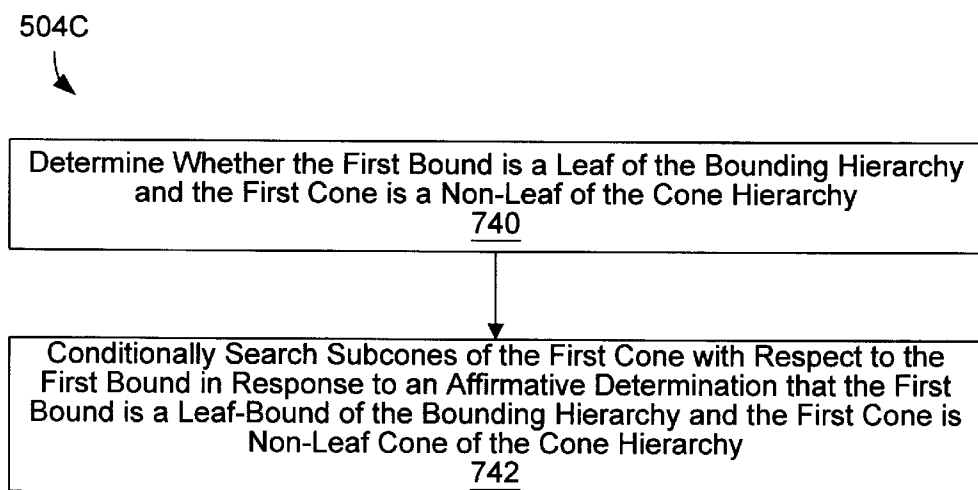 504C
Determine Whether the First Bound is a Leaf of the Bounding Hierarchy
and the First Cone is a Non-Leaf of the Cone Hierarchy
740
Conditionally Search Subcones of the First Cone with Respect to the
First Bound in Response to an Affirmative Determination that the First
Bound is a Leaf-Bound of the Bounding Hierarchy and the First Cone is
Non-Leaf Cone of the Cone Hierarchy
742